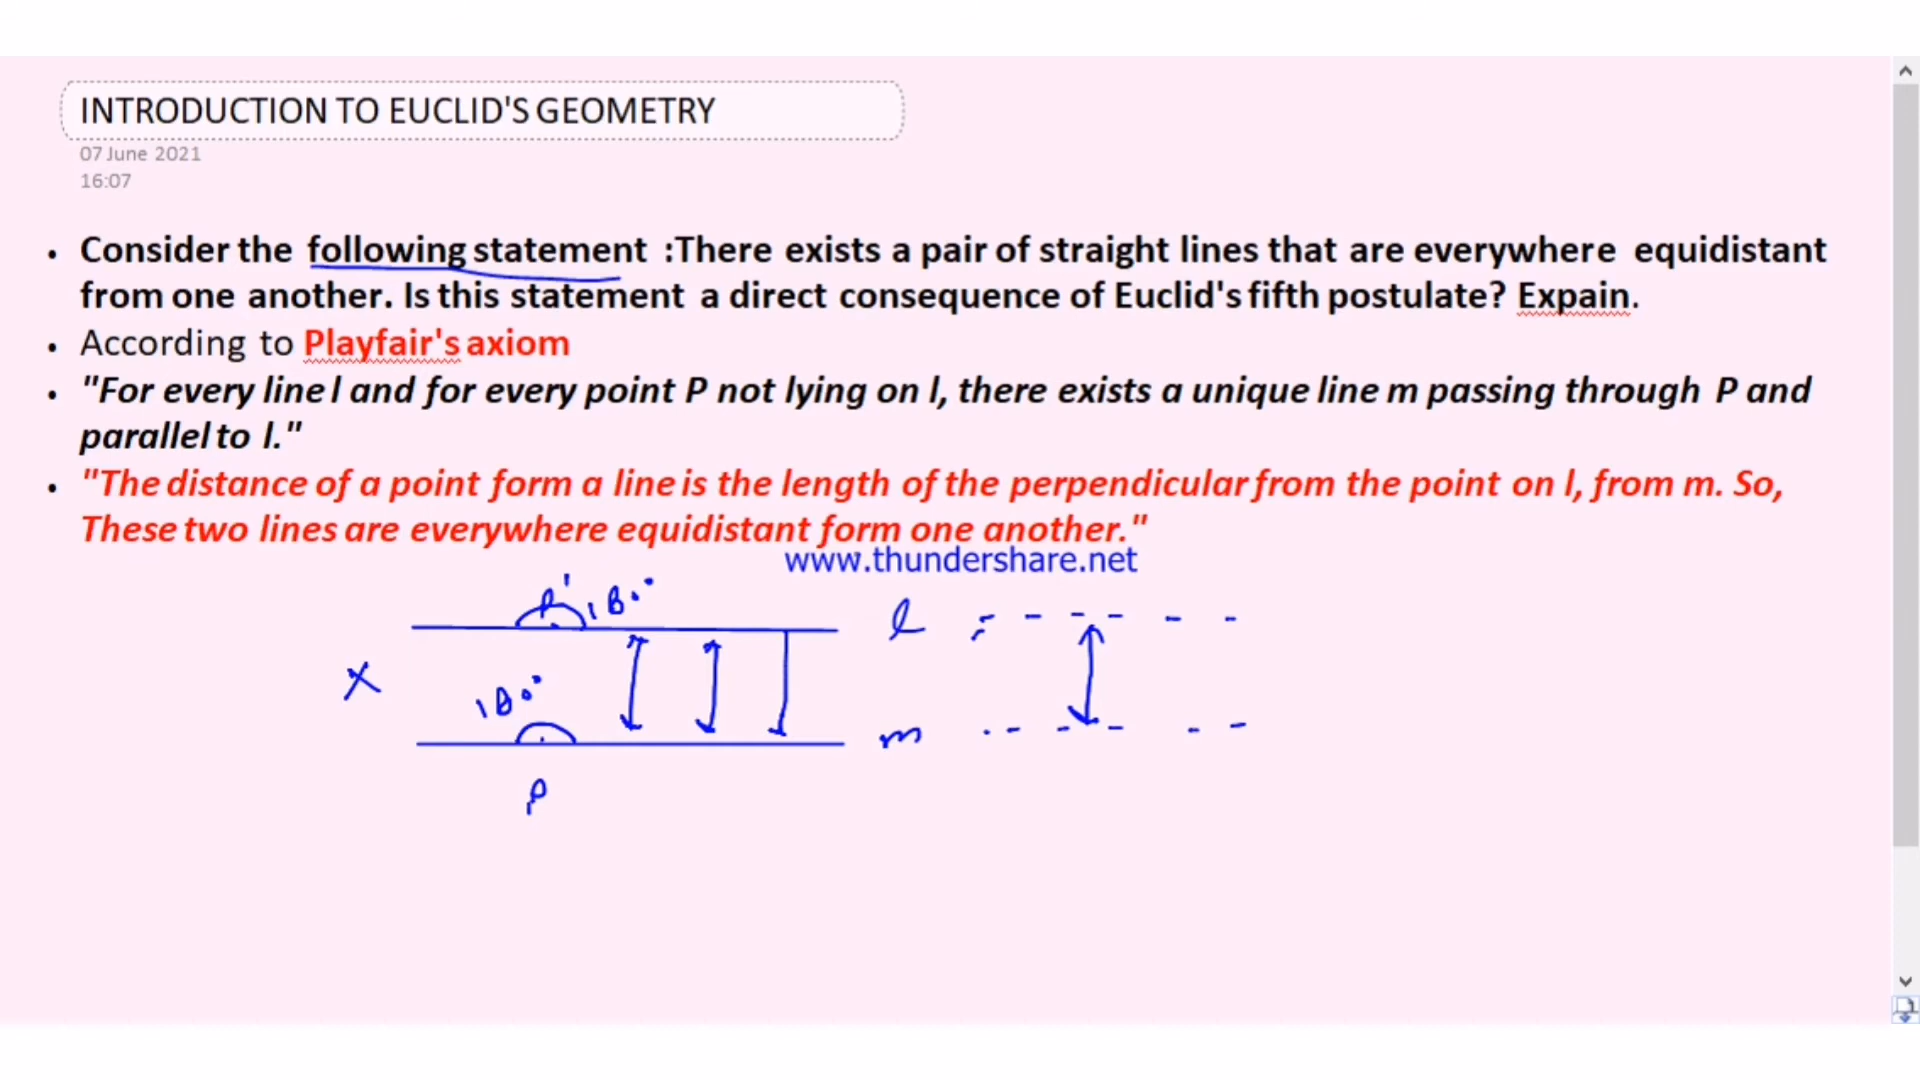 INTRODUCTION TO EUCLID'S GEOMETRY
07 June 2021
16:07
• Consider the following statement :There exists a pair of straight lines that are everywhere equidistant
from one another. Is this statement a direct consequence of Euclid's fifth postulate? Expain.
• According to Playfair's axiom
• "For every line l and for every point P not lying on l, there exists a unique line m passing through P and
parallel to l."
• "The distance of a point form a line is the length of the perpendicular from the point on l, from m. So,
These two lines are everywhere equidistant form one another."
www.thundershare.net
P' 180° l
X 180°
m
P